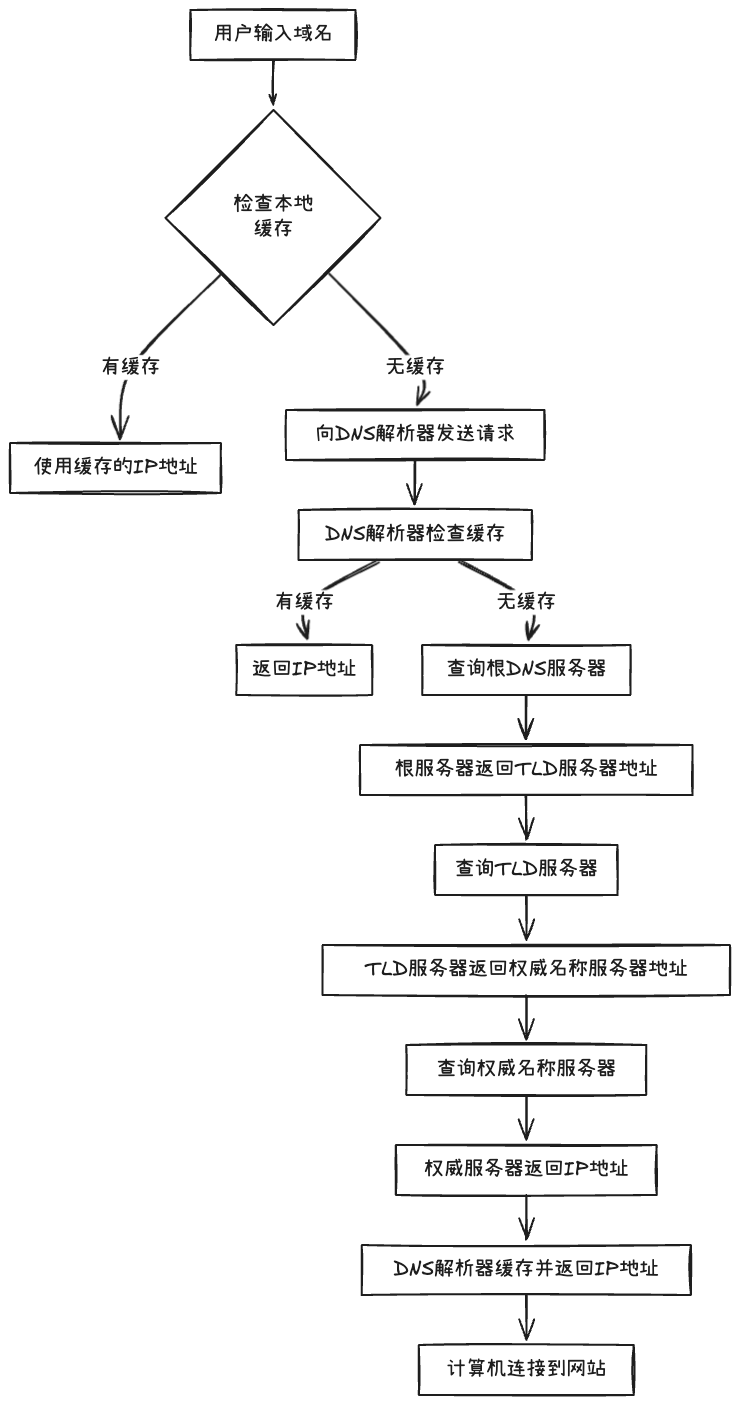 用户输入域名
检查本地
缓存
有缓存
无缓存
使用缓存的IP地址
向DNS解析器发送请求
DNS解析器检查缓存
有缓存
无缓存
返回IP地址
查询根DNS服务器
根服务器返回TLD服务器地址
查询TLD服务器
TLD服务器返回权威名称服务器地址
查询权威名称服务器
权威服务器返回IP地址
DNS解析器缓存并返回IP地址
计算机连接到网站